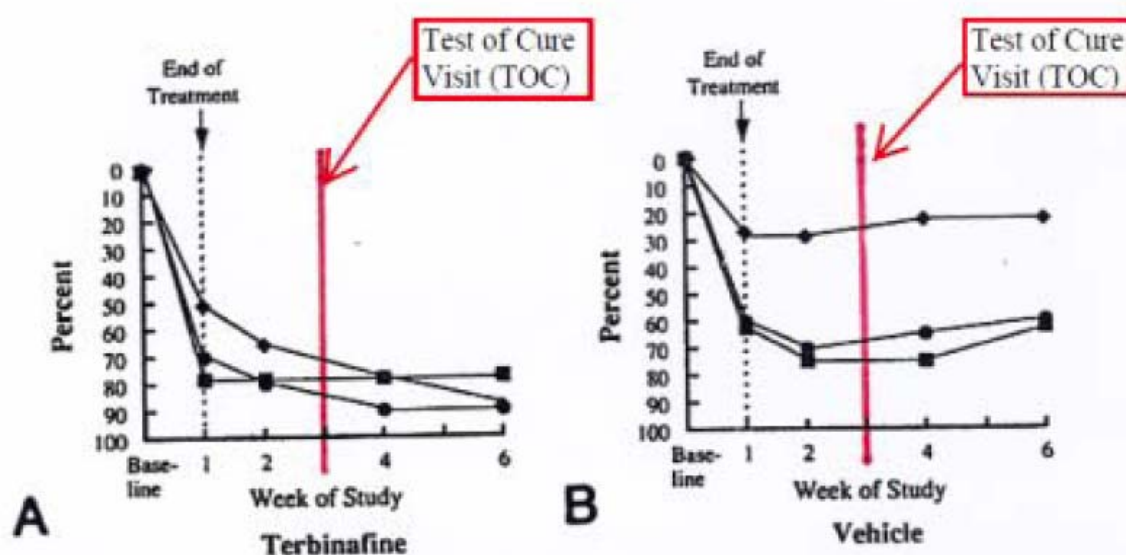 Test of Cure
Visit (TOC)
End of
Treatment
0
10
20
30
40
50
60
70
80
90
100
Percent
Base-
line
1
2
4
6
Week of Study
A
Terbinafine
Test of Cure
Visit (TOC)
End of
Treatment
0
10
20
30
40
50
60
70
80
90
100
Percent
Base-
line
1
2
4
6
Week of Study
B
Vehicle